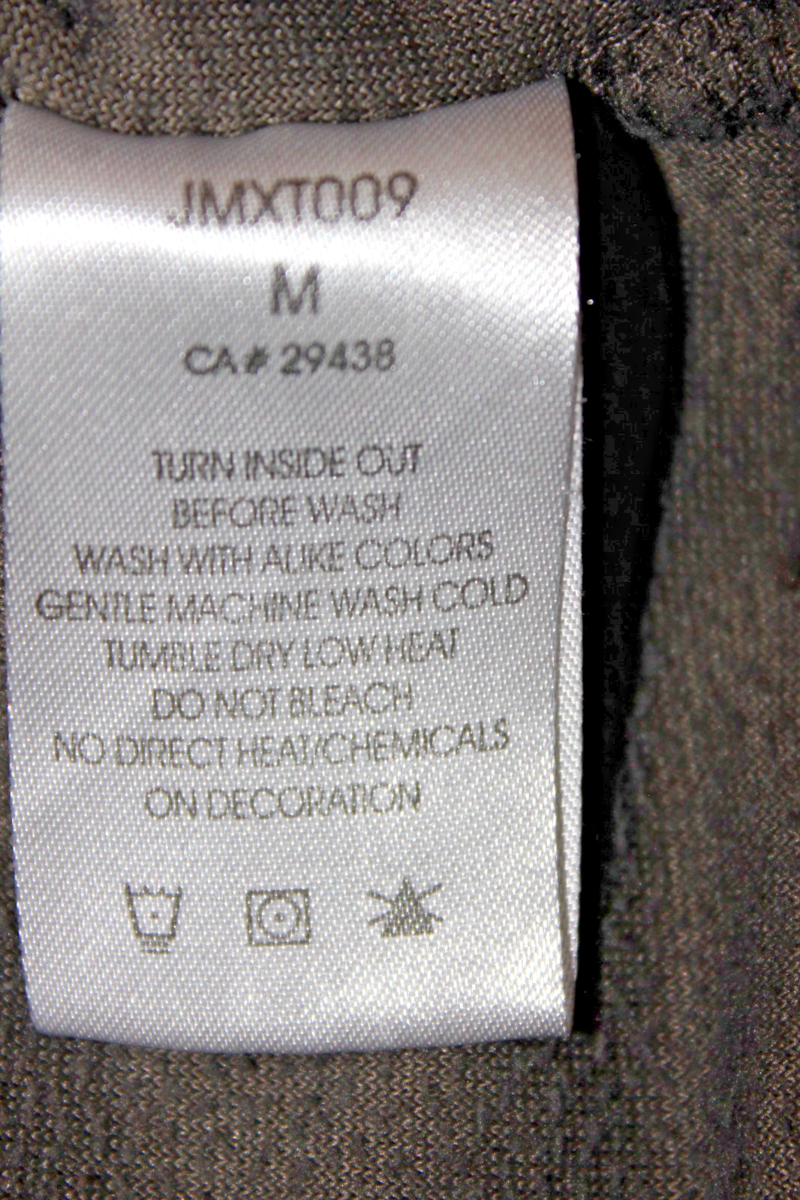 JMXT009
M
CA# 29438
TURN INSIDE OUT
BEFORE WASH
WASH WITH ALIKE COLORS
GENTLE MACHINE WASH COLD
TUMBLE DRY LOW HEAT
DO NOT BLEACH
NO DIRECT HEAT/CHEMICALS
ON DECORATION